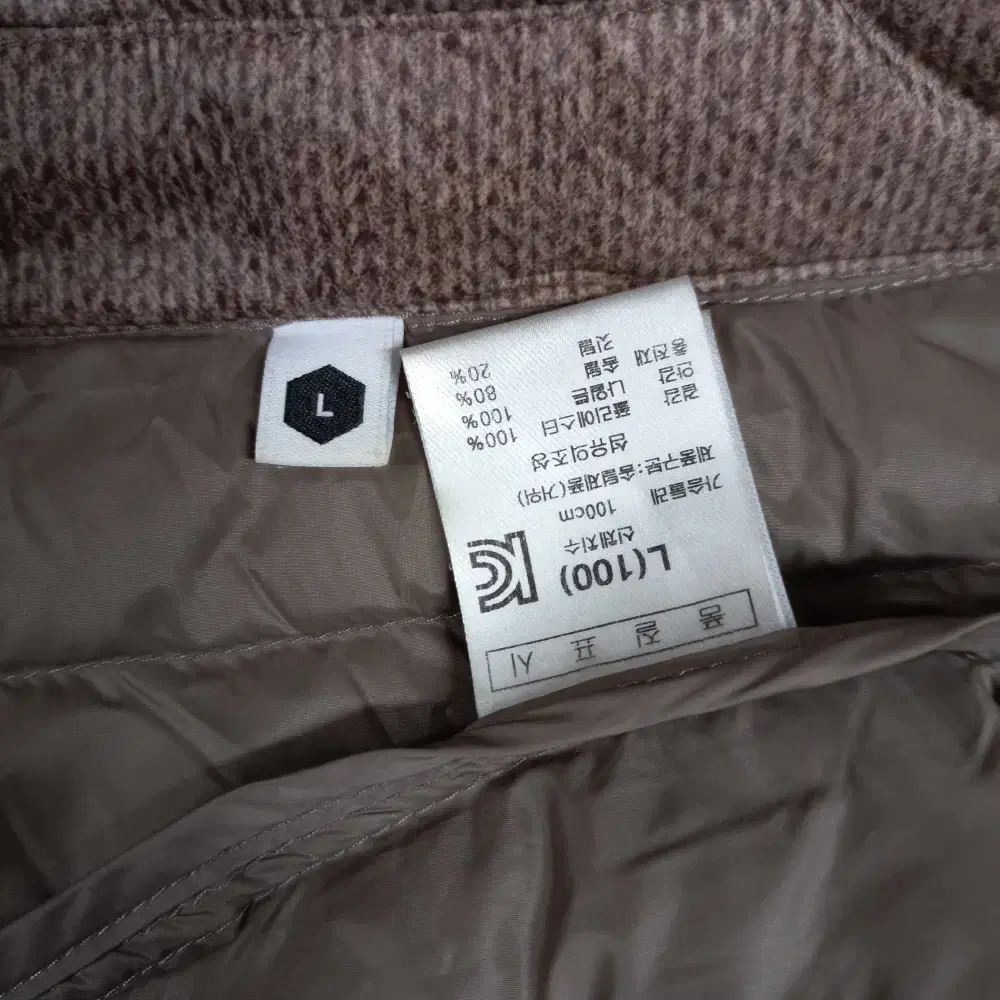 L
품 질 표 시
L(100)
신체치수
가슴둘레 100cm
제품구분:솜털제품(거위)
섬유의조성
겉감 폴리에스터 100%
안감 나일론 100%
충전재 솜털 80%
깃털 20%